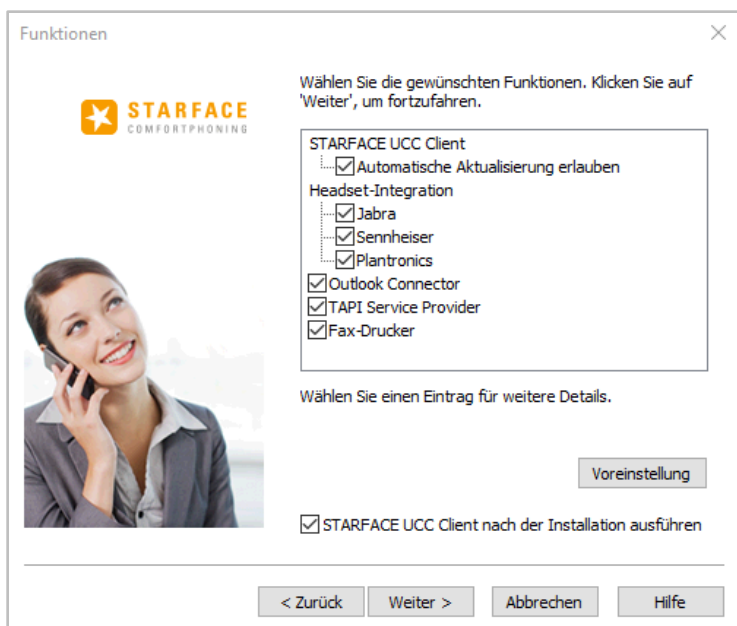 Funktionen
STARFACE
COMFORTPHONING
Wählen Sie die gewünschten Funktionen. Klicken Sie auf
'Weiter', um fortzufahren.
STARFACE UCC Client
Automatische Aktualisierung erlauben
Headset-Integration
Jabra
Sennheiser
Plantronics
Outlook Connector
TAPI Service Provider
Fax-Drucker
Wählen Sie einen Eintrag für weitere Details.
Voreinstellung
STARFACE UCC Client nach der Installation ausführen
< Zurück
Weiter >
Abbrechen
Hilfe